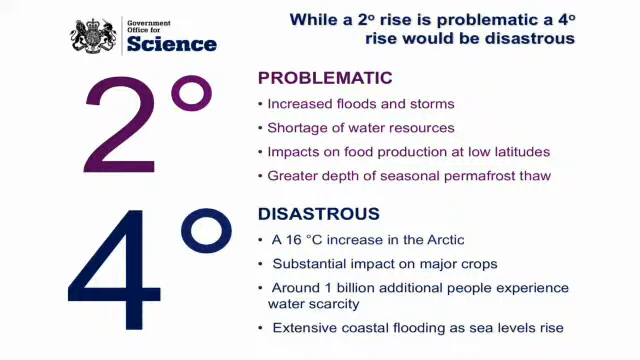 Government
Office for
Science
While a 2º rise is problematic a 4º
rise would be disastrous
2°
PROBLEMATIC
• Increased floods and storms
• Shortage of water resources
• Impacts on food production at low latitudes
• Greater depth of seasonal permafrost thaw
4°
DISASTROUS
• A 16 °C increase in the Arctic
• Substantial impact on major crops
• Around 1 billion additional people experience
water scarcity
• Extensive coastal flooding as sea levels rise